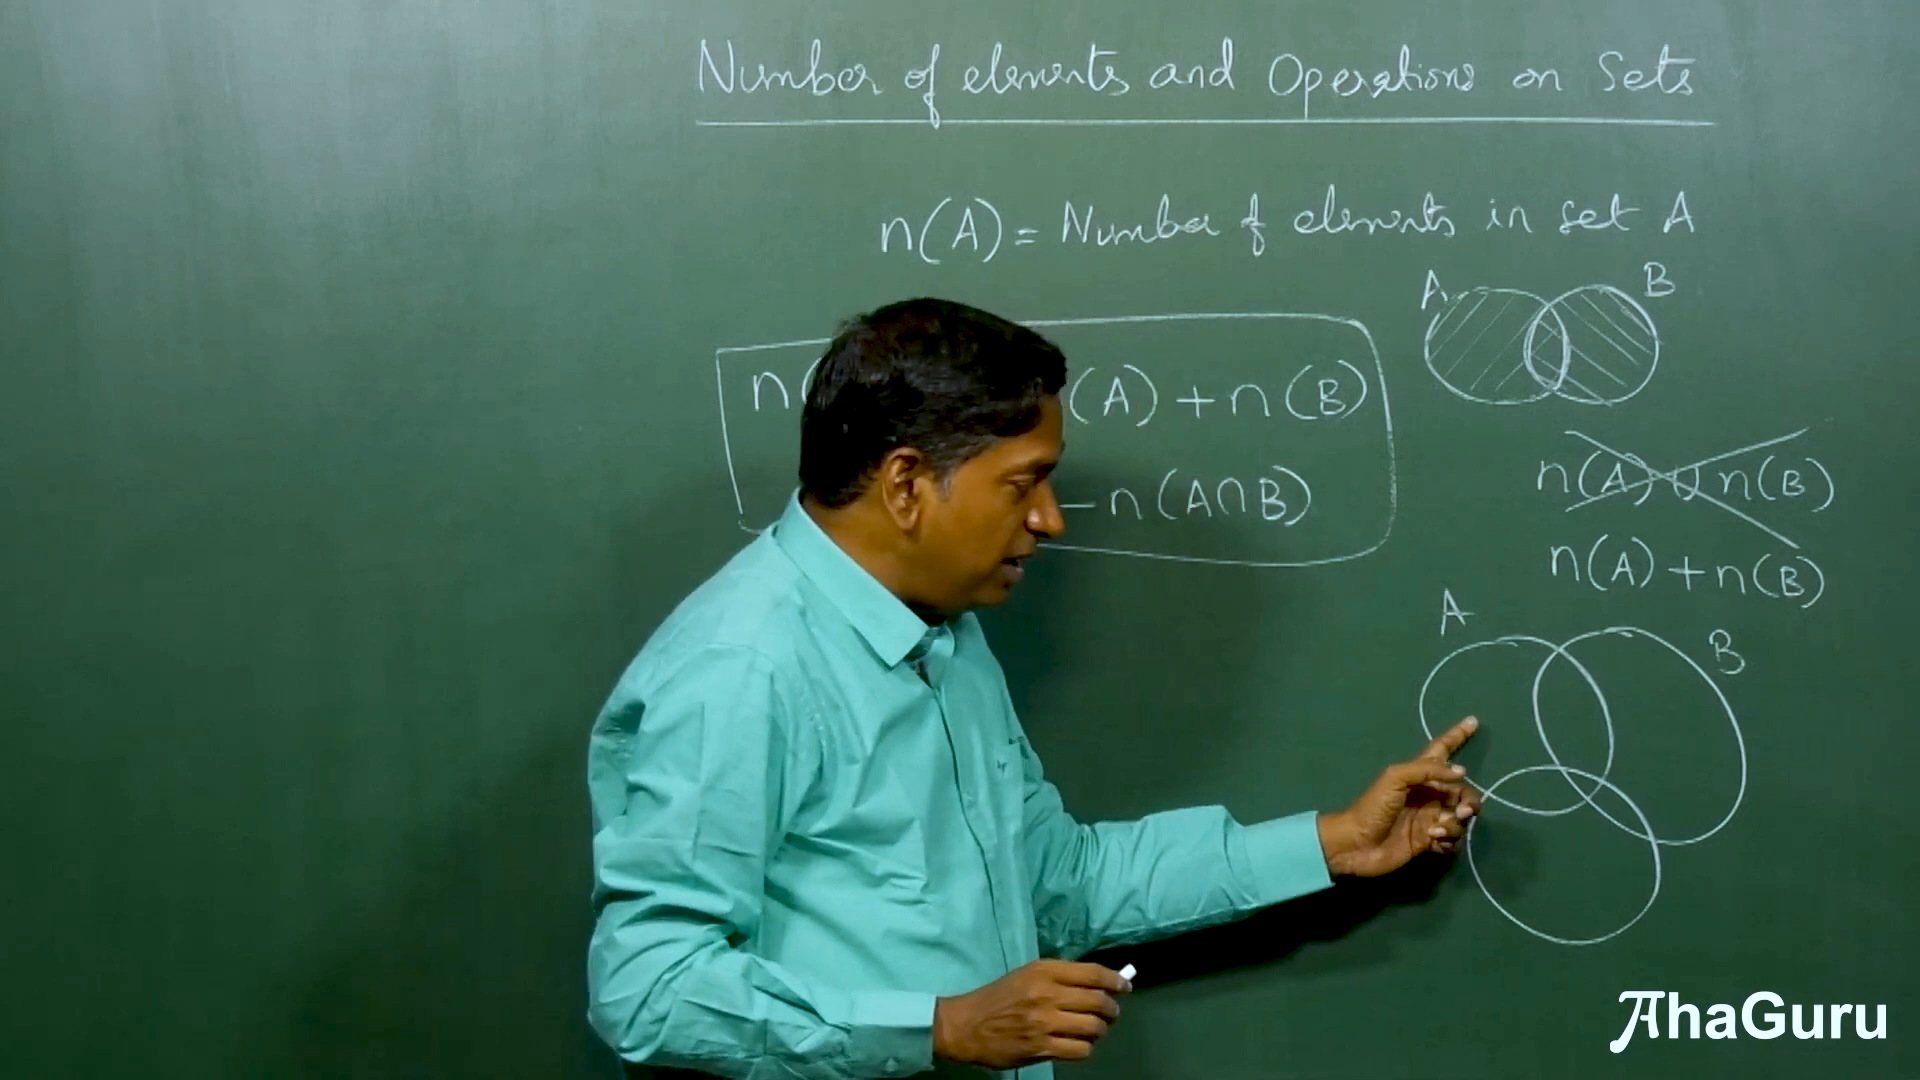 Number of elements and Operations on Sets
n(A) = Number of elements in set A
A B
n( (A) + n(B)
– n(A∩B)
n(A) ∪ n(B)
n(A) + n(B)
A
B
AhaGuru